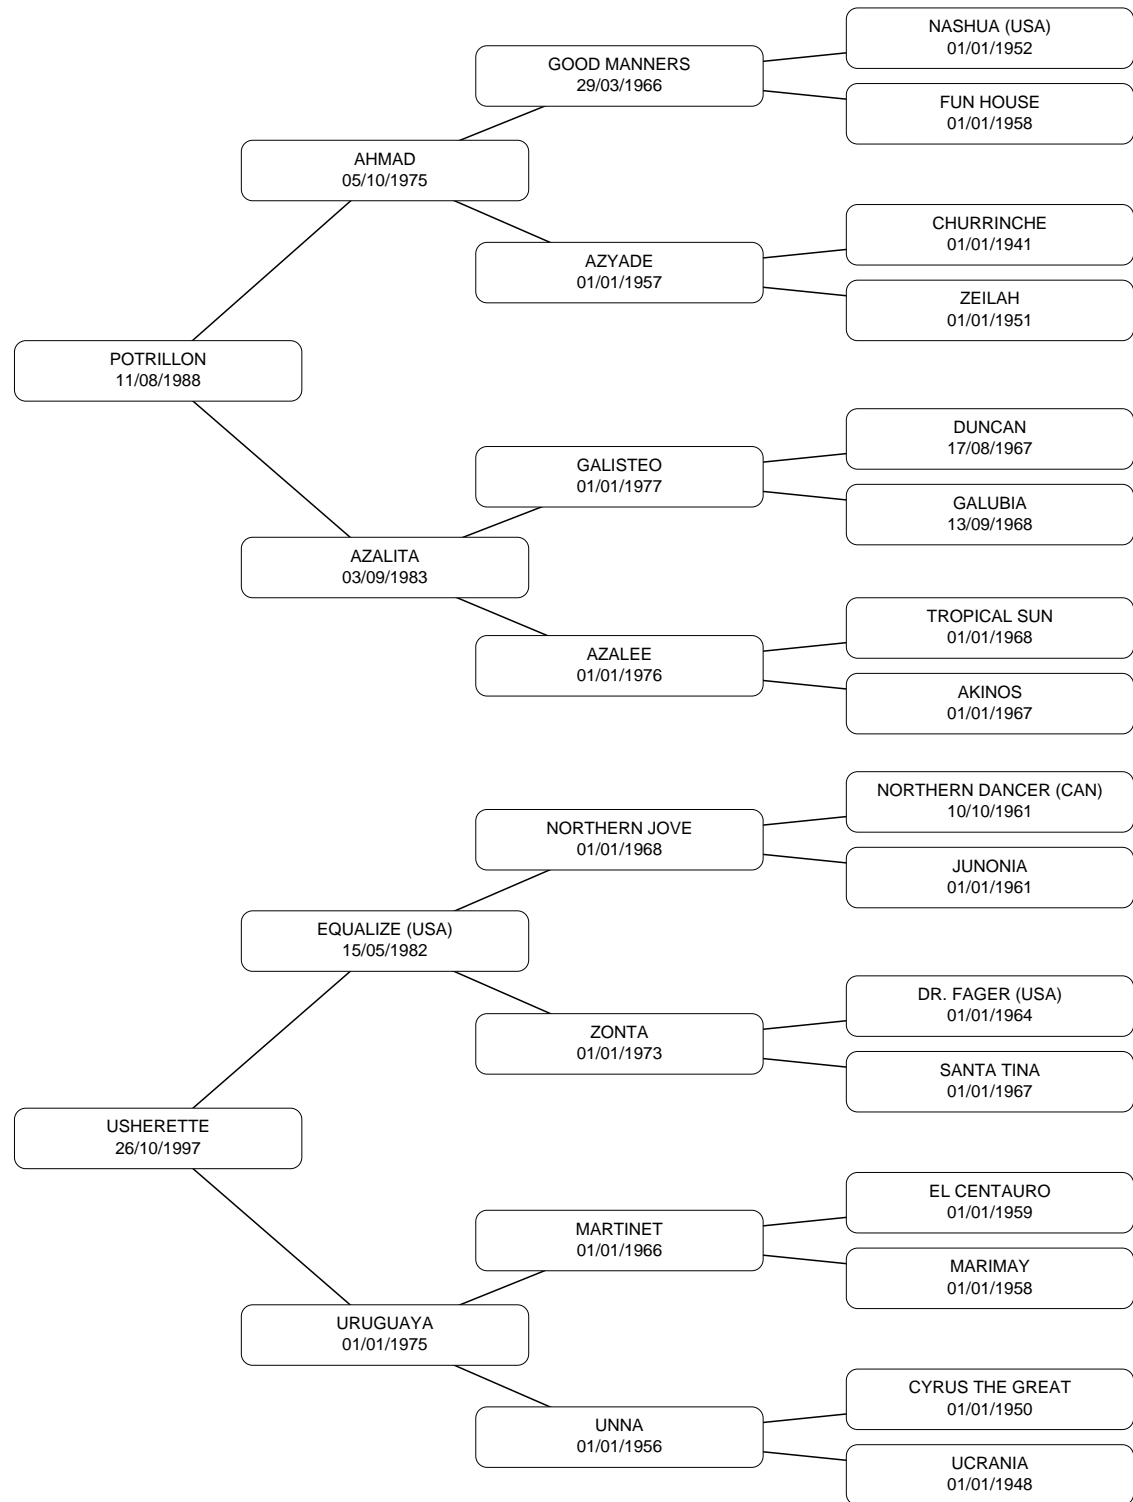 NASHUA (USA)
01/01/1952
GOOD MANNERS
29/03/1966
FUN HOUSE
01/01/1958
AHMAD
05/10/1975
CHURRINCHE
01/01/1941
AZYADE
01/01/1957
ZEILAH
01/01/1951
POTRILLON
11/08/1988
DUNCAN
17/08/1967
GALISTEO
01/01/1977
GALUBIA
13/09/1968
AZALITA
03/09/1983
TROPICAL SUN
01/01/1968
AZALEE
01/01/1976
AKINOS
01/01/1967
NORTHERN DANCER (CAN)
10/10/1961
NORTHERN JOVE
01/01/1968
JUNONIA
01/01/1961
EQUALIZE (USA)
15/05/1982
DR. FAGER (USA)
01/01/1964
ZONTA
01/01/1973
SANTA TINA
01/01/1967
USHERETTE
26/10/1997
EL CENTAURO
01/01/1959
MARTINET
01/01/1966
MARIMAY
01/01/1958
URUGUAYA
01/01/1975
CYRUS THE GREAT
01/01/1950
UNNA
01/01/1956
UCRANIA
01/01/1948